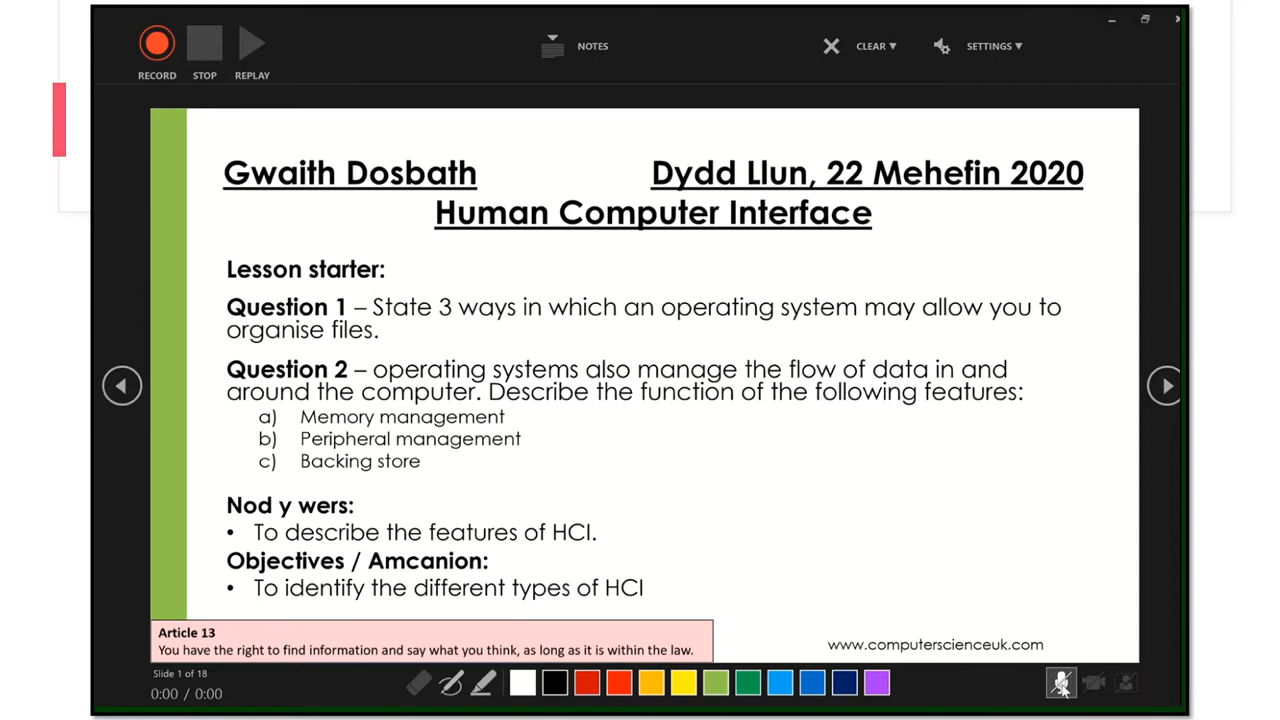 RECORD STOP REPLAY NOTES CLEAR SETTINGS
Gwaith Dosbath Dydd Llun, 22 Mehefin 2020
Human Computer Interface
Lesson starter:
Question 1 – State 3 ways in which an operating system may allow you to
organise files.
Question 2 – operating systems also manage the flow of data in and
around the computer. Describe the function of the following features:
a) Memory management
b) Peripheral management
c) Backing store
Nod y wers:
• To describe the features of HCI.
Objectives / Amcanion:
• To identify the different types of HCI
Article 13
You have the right to find information and say what you think, as long as it is within the law.
www.computerscienceuk.com
Slide 1 of 18
0:00 / 0:00